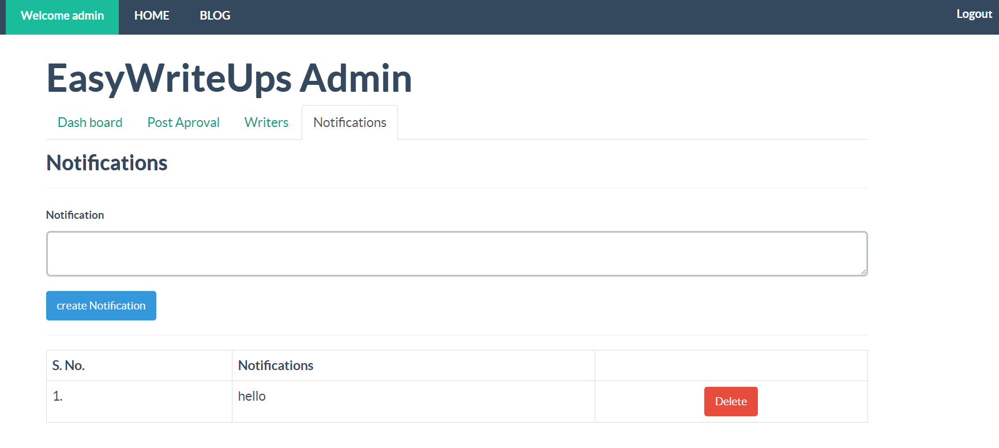 Welcome admin HOME BLOG Logout
EasyWriteUps Admin
Dash board Post Aproval Writers Notifications
Notifications
Notification
create Notification
S. No. Notifications
1. hello Delete